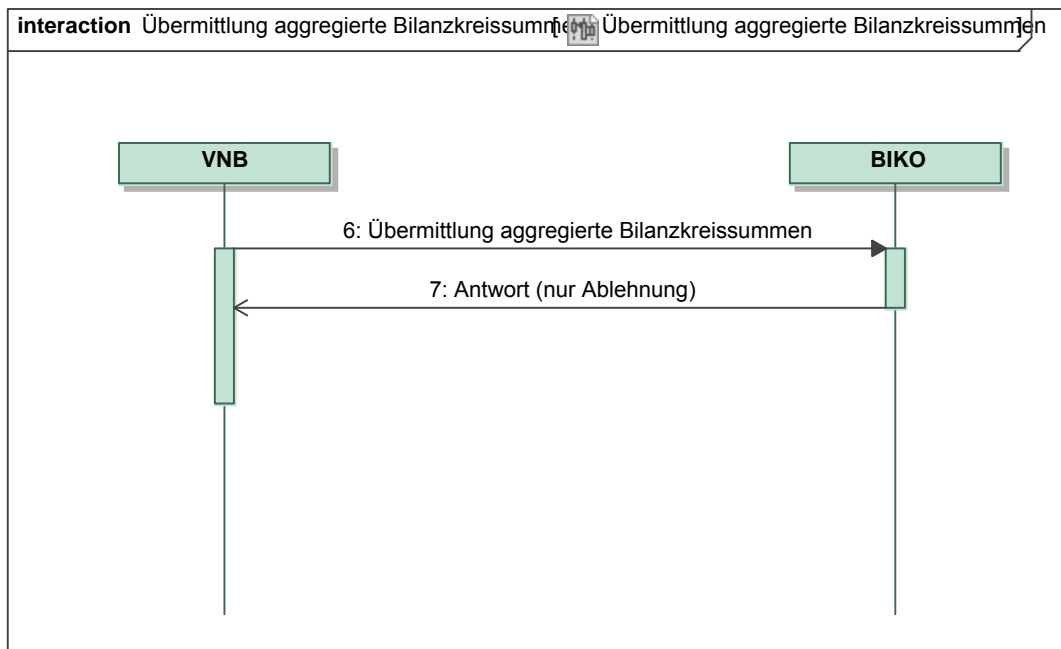 interaction Übermittlung aggregierte Bilanzkreissummen [ Übermittlung aggregierte Bilanzkreissummen ]
VNB BIKO
6: Übermittlung aggregierte Bilanzkreissummen
7: Antwort (nur Ablehnung)